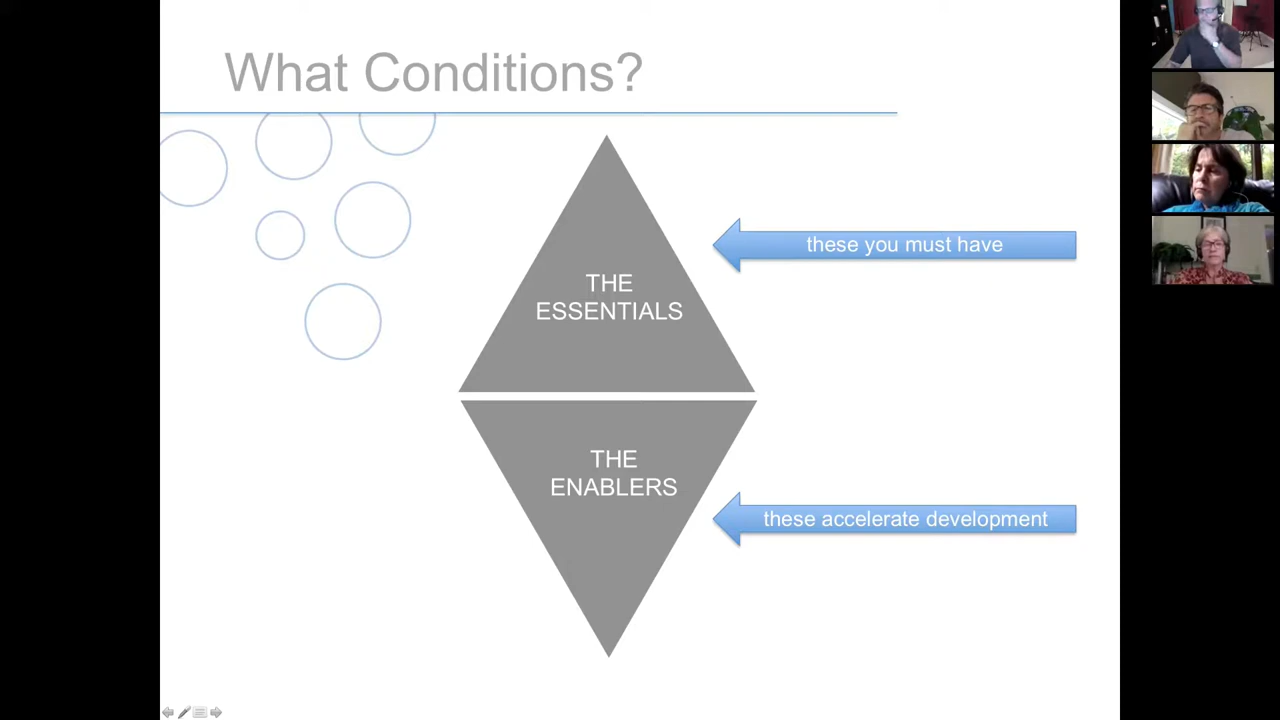 What Conditions?
THE
ESSENTIALS
these you must have
THE
ENABLERS
these accelerate development